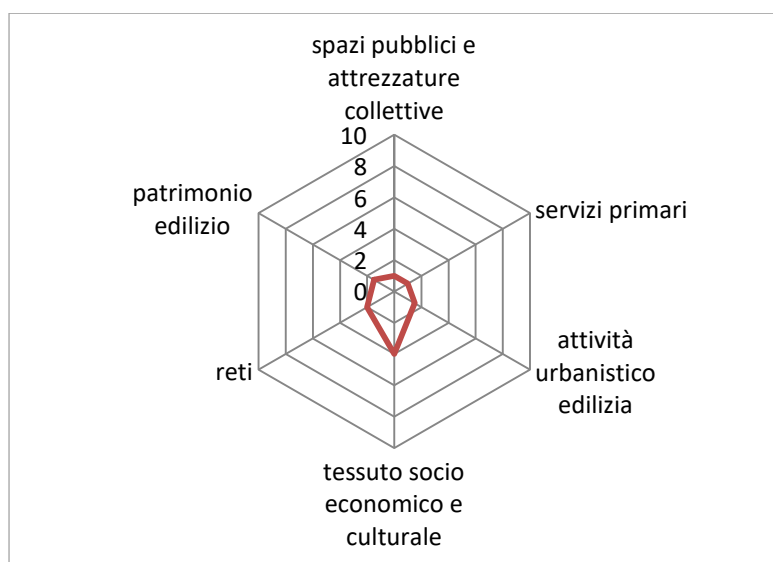 spazi pubblici e
attrezzature
collettive
10
8
6
4
2
0
servizi primari
attività
urbanistico
edilizia
tessuto socio
economico e
culturale
reti
patrimonio
edilizio